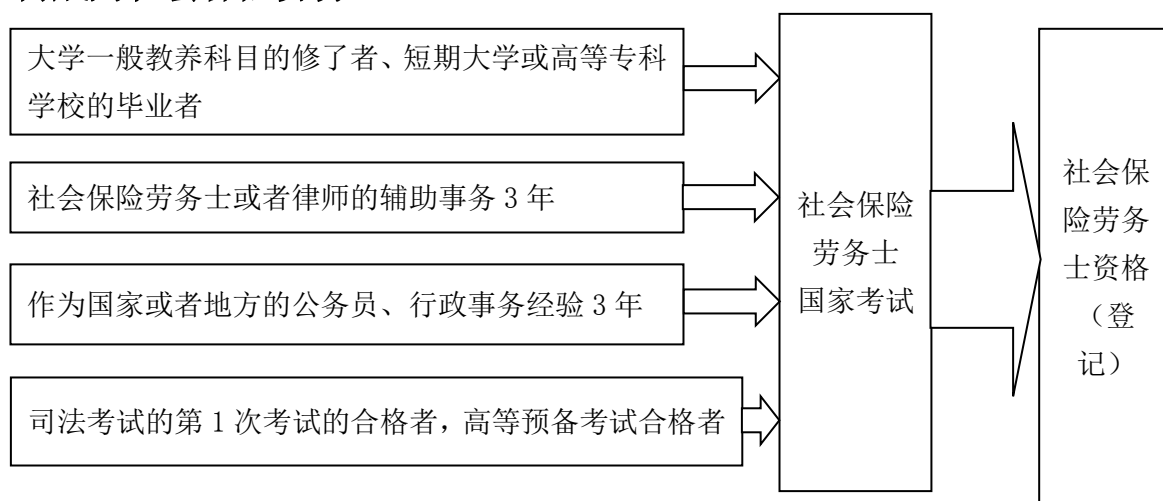 大学一般教养科目的修了者、短期大学或高等专科
学校的毕业者
社会保险劳务士或者律师的辅助事务 3 年
作为国家或者地方的公务员、行政事务经验 3 年
司法考试的第 1 次考试的合格者，高等预备考试合格者
社会保险
劳务士
国家考试
社会保
险劳务
士资格
（登
记）